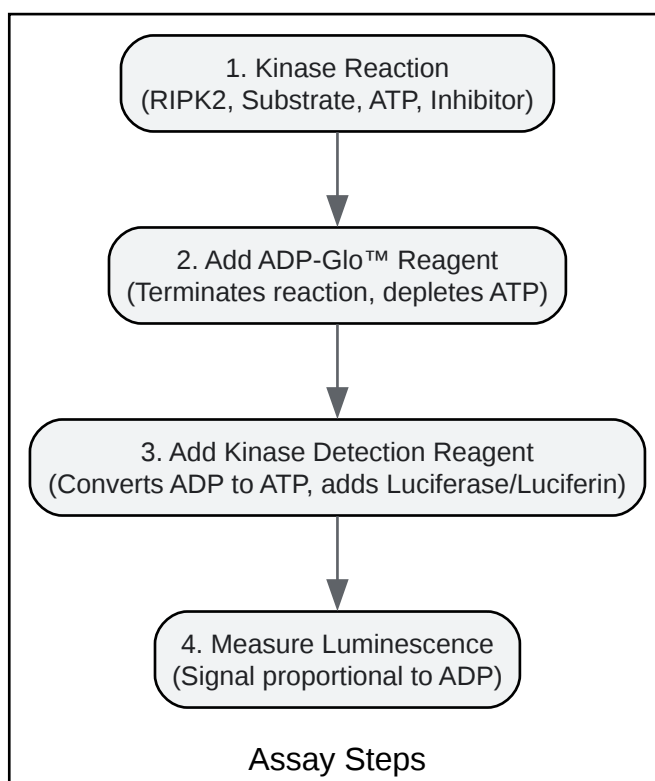 1. Kinase Reaction
(RIPK2, Substrate, ATP, Inhibitor)
2. Add ADP-Glo™ Reagent
(Terminates reaction, depletes ATP)
3. Add Kinase Detection Reagent
(Converts ADP to ATP, adds Luciferase/Luciferin)
4. Measure Luminescence
(Signal proportional to ADP)
Assay Steps